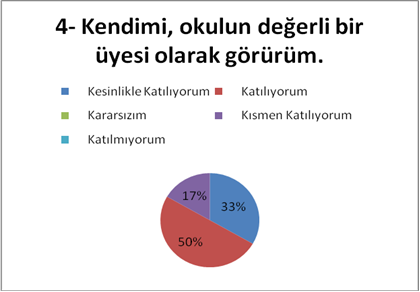 4- Kendimi, okulun değerli bir
üyesi olarak görürüm.
Kesinlikle Katılıyorum
Katılıyorum
Kararsızım
Kısmen Katılıyorum
Katılmıyorum
17%
33%
50%